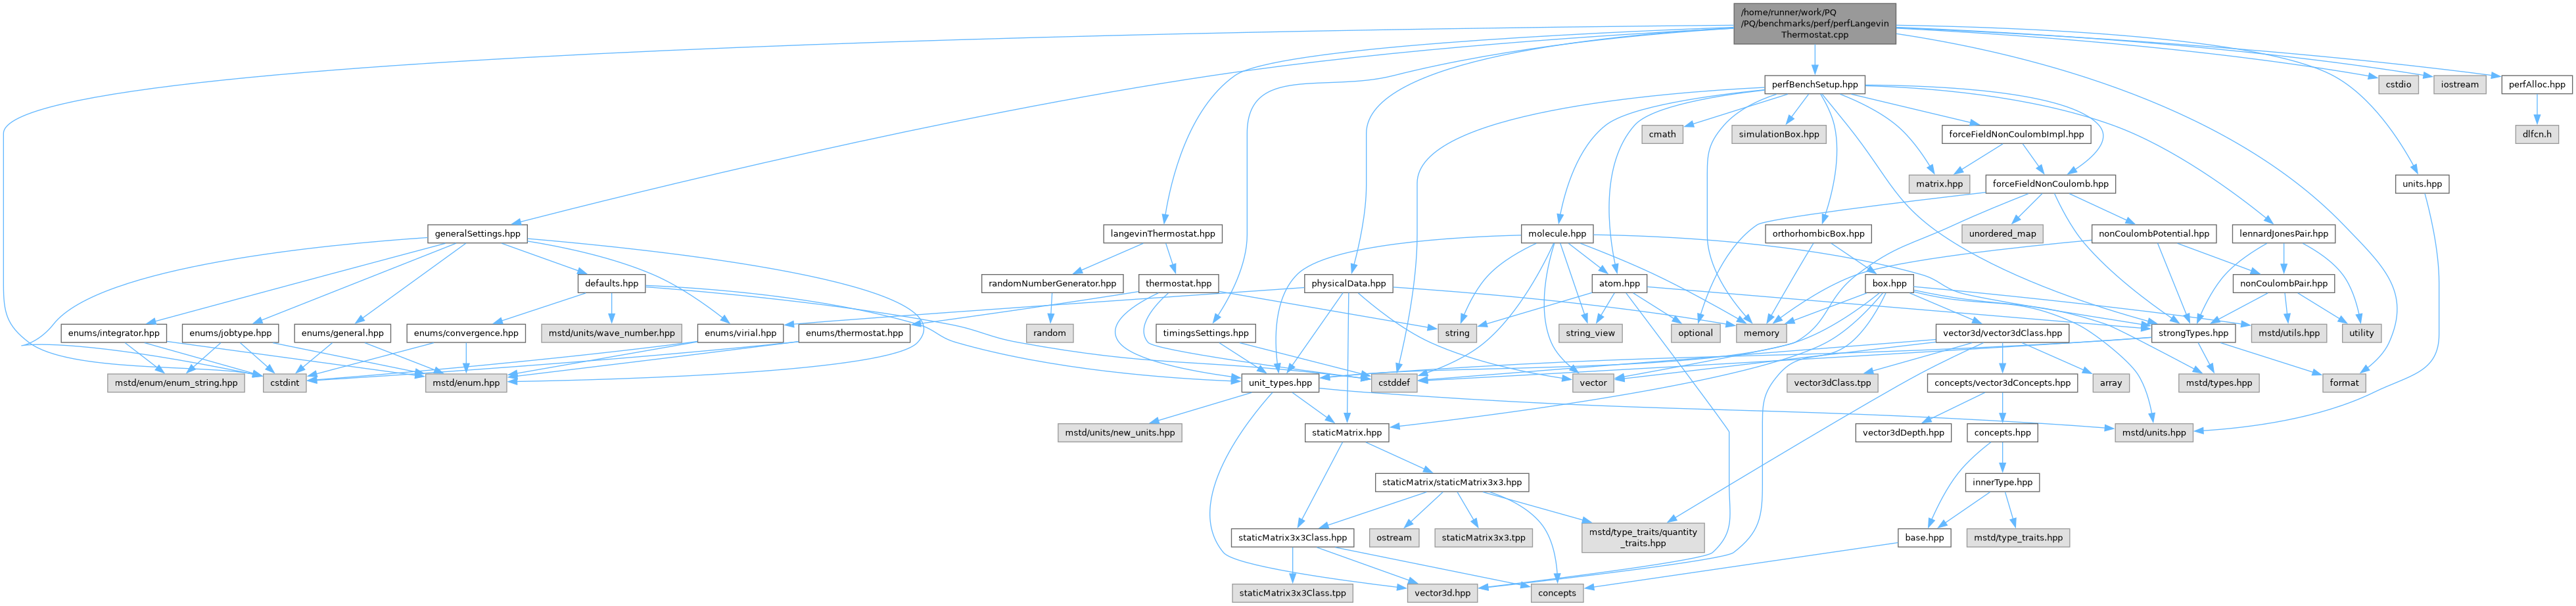 /home/runner/work/PQ
/PQ/benchmarks/perf/perfLangevin
Thermostat.cpp
perfBenchSetup.hpp
cstdio
iostream
perfAlloc.hpp
cmath
simulationBox.hpp
forceFieldNonCoulombImpl.hpp
dlfcn.h
matrix.hpp
forceFieldNonCoulomb.hpp
units.hpp
generalSettings.hpp
langevinThermostat.hpp
molecule.hpp
orthorhombicBox.hpp
unordered_map
nonCoulombPotential.hpp
lennardJonesPair.hpp
defaults.hpp
randomNumberGenerator.hpp
thermostat.hpp
physicalData.hpp
atom.hpp
box.hpp
nonCoulombPair.hpp
enums/integrator.hpp
enums/jobtype.hpp
enums/general.hpp
enums/convergence.hpp
mstd/units/wave_number.hpp
enums/virial.hpp
enums/thermostat.hpp
random
timingsSettings.hpp
string
string_view
optional
memory
vector3d/vector3dClass.hpp
strongTypes.hpp
mstd/utils.hpp
utility
mstd/enum/enum_string.hpp
cstdint
mstd/enum.hpp
unit_types.hpp
cstddef
vector
vector3dClass.tpp
concepts/vector3dConcepts.hpp
array
mstd/types.hpp
format
mstd/units/new_units.hpp
staticMatrix.hpp
vector3dDepth.hpp
concepts.hpp
mstd/units.hpp
staticMatrix/staticMatrix3x3.hpp
innerType.hpp
staticMatrix3x3Class.hpp
ostream
staticMatrix3x3.tpp
mstd/type_traits/quantity
_traits.hpp
base.hpp
mstd/type_traits.hpp
staticMatrix3x3Class.tpp
vector3d.hpp
concepts